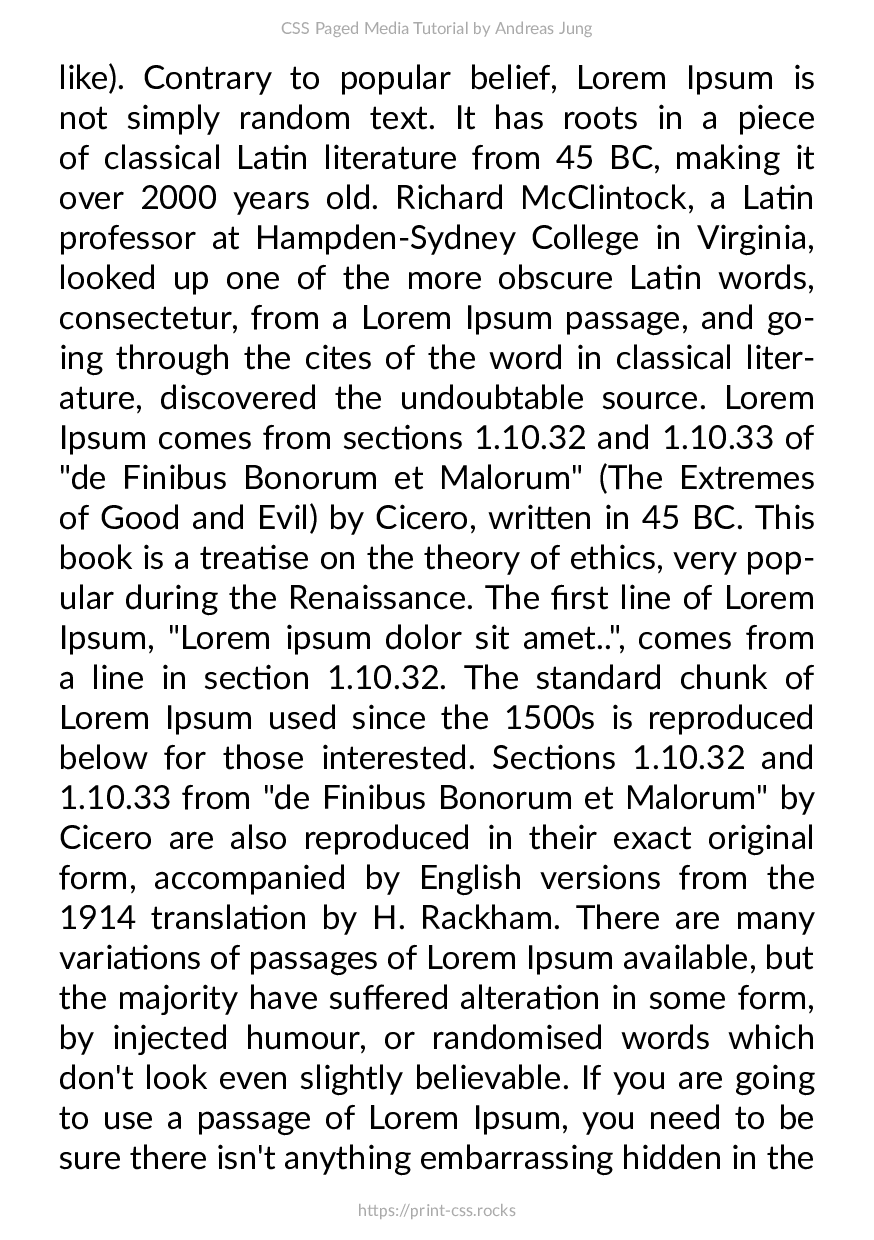 CSS Paged Media Tutorial by Andreas Jung
like). Contrary to popular belief, Lorem Ipsum is
not simply random text. It has roots in a piece
of classical Latin literature from 45 BC, making it
over 2000 years old. Richard McClintock, a Latin
professor at Hampden-Sydney College in Virginia,
looked up one of the more obscure Latin words,
consectetur, from a Lorem Ipsum passage, and go-
ing through the cites of the word in classical liter-
ature, discovered the undoubtable source. Lorem
Ipsum comes from sections 1.10.32 and 1.10.33 of
"de Finibus Bonorum et Malorum" (The Extremes
of Good and Evil) by Cicero, written in 45 BC. This
book is a treatise on the theory of ethics, very pop-
ular during the Renaissance. The first line of Lorem
Ipsum, "Lorem ipsum dolor sit amet..", comes from
a line in section 1.10.32. The standard chunk of
Lorem Ipsum used since the 1500s is reproduced
below for those interested. Sections 1.10.32 and
1.10.33 from "de Finibus Bonorum et Malorum" by
Cicero are also reproduced in their exact original
form, accompanied by English versions from the
1914 translation by H. Rackham. There are many
variations of passages of Lorem Ipsum available, but
the majority have suffered alteration in some form,
by injected humour, or randomised words which
don't look even slightly believable. If you are going
to use a passage of Lorem Ipsum, you need to be
sure there isn't anything embarrassing hidden in the
https://print-css.rocks